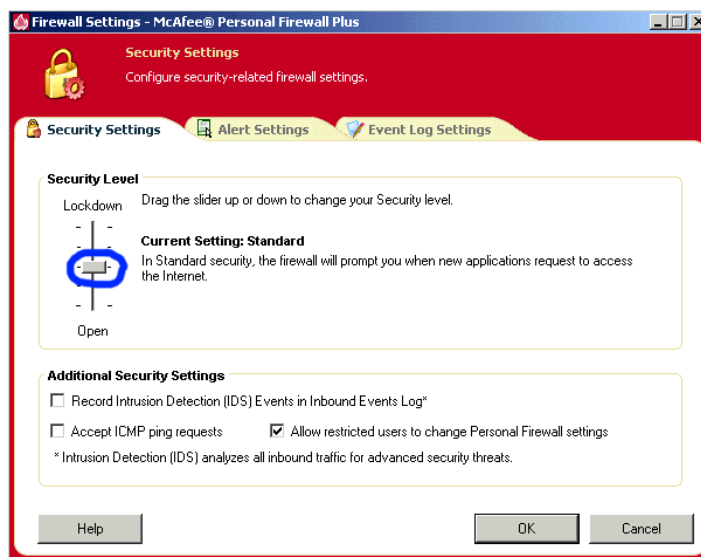 Firewall Settings - McAfee® Personal Firewall Plus
Security Settings
Configure security-related firewall settings.
Security Settings
Alert Settings
Event Log Settings
Security Level
Lockdown
Drag the slider up or down to change your Security level.
Current Setting: Standard
In Standard security, the firewall will prompt you when new applications request to access
the Internet.
Open
Additional Security Settings
Record Intrusion Detection (IDS) Events in Inbound Events Log*
Accept ICMP ping requests
Allow restricted users to change Personal Firewall settings
* Intrusion Detection (IDS) analyzes all inbound traffic for advanced security threats.
Help
OK
Cancel